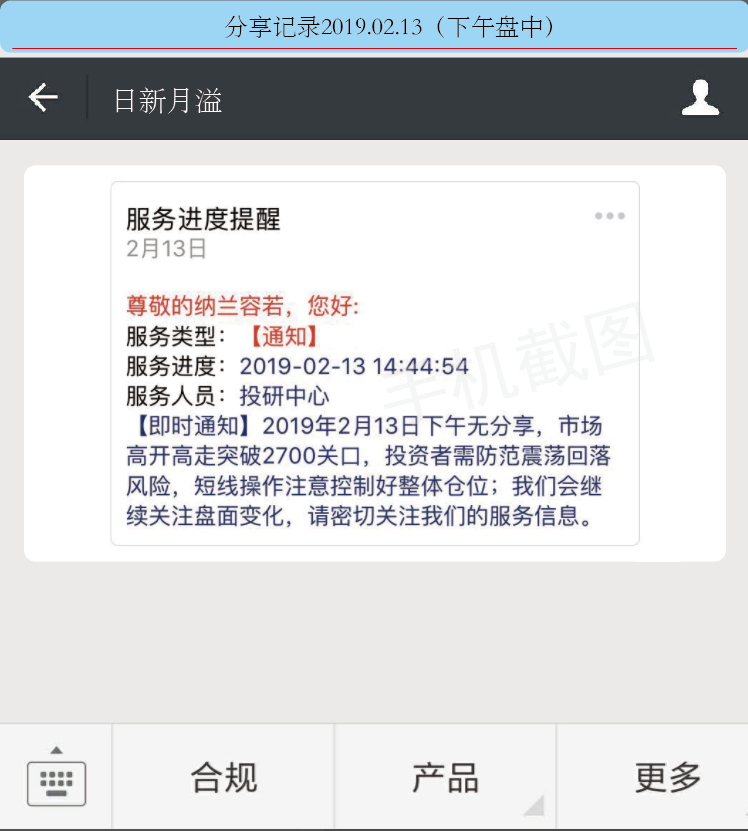 分享记录2019.02.13（下午盘中）
日新月溢
服务进度提醒
2月13日
尊敬的纳兰容若，您好:
服务类型：【通知】
服务进度：2019-02-13 14:44:54
服务人员：投研中心
【即时通知】2019年2月13日下午无分享，市场
高开高走突破2700关口，投资者需防范震荡回落
风险，短线操作注意控制好整体仓位；我们会继
续关注盘面变化，请密切关注我们的服务信息。
手机截图
合规
产品
更多